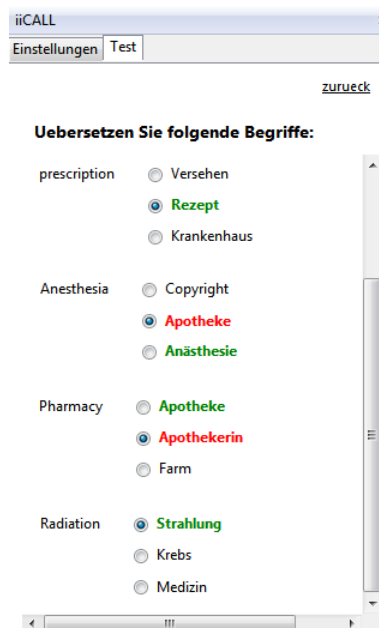 iiCALL
Einstellungen Test
zurueck
Uebersetzen Sie folgende Begriffe:
prescription Versehen
Rezept
Krankenhaus
Anesthesia Copyright
Apotheke
Anästhesie
Pharmacy Apotheke
Apothekerin
Farm
Radiation Strahlung
Krebs
Medizin